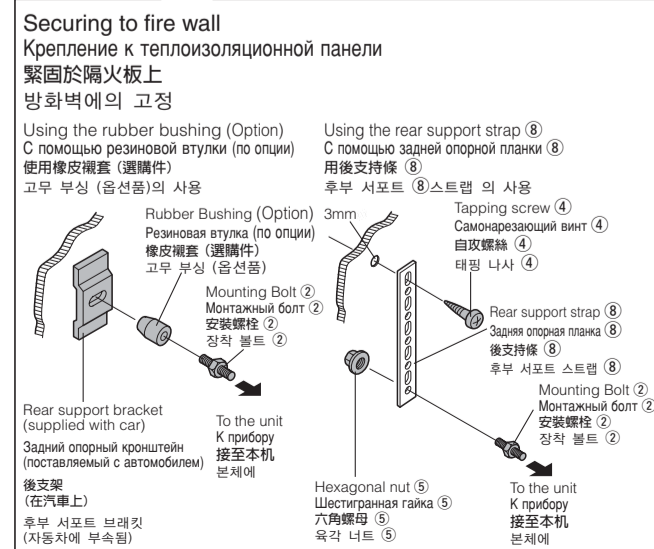 Securing to fire wall
Крепление к теплоизоляционной панели
緊固於隔火板上
방화벽에의 고정
Using the rubber bushing (Option)
С помощью резиновой втулки (по опции)
使用橡皮襯套 (選購件)
고무 부싱 (옵션품)의 사용
Rubber Bushing (Option)
Резиновая втулка (по опции)
橡皮襯套 (選購件)
고무 부싱 (옵션품)
Mounting Bolt ②
Монтажный болт ②
安裝螺栓 ②
장착 볼트 ②
Rear support bracket
(supplied with car)
Задний опорный кронштейн
(поставляемый с автомобилем)
後支架
(在汽車上)
후부 서포트 브래킷
(자동차에 부속됨)
To the unit
К прибору
接至本机
본체에
Using the rear support strap ⑧
С помощью задней опорной планки ⑧
用後支持條 ⑧
후부 서포트 ⑧스트랩 의 사용
3mm
Tapping screw ④
Самонарезающий винт ④
自攻螺絲 ④
태핑 나사 ④
Rear support strap ⑧
Задняя опорная планка ⑧
後支持條 ⑧
후부 서포트 스트랩 ⑧
Mounting Bolt ②
Монтажный болт ②
安裝螺栓 ②
장착 볼트 ②
Hexagonal nut ⑤
Шестигранная гайка ⑤
六角螺母 ⑤
육각 너트 ⑤
To the unit
К прибору
接至本机
본체에